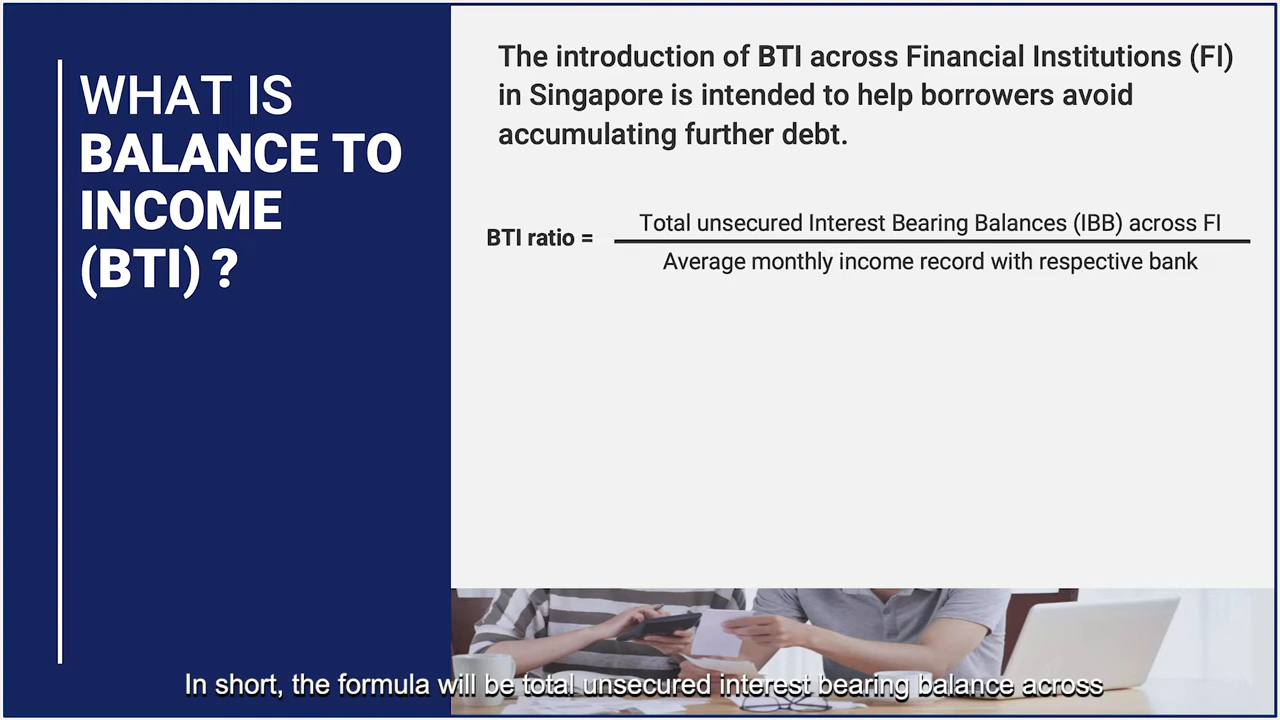 WHAT IS
BALANCE TO
INCOME
(BTI) ?
The introduction of BTI across Financial Institutions (FI)
in Singapore is intended to help borrowers avoid
accumulating further debt.
BTI ratio =
Total unsecured Interest Bearing Balances (IBB) across FI
Average monthly income record with respective bank
In short, the formula will be total unsecured interest bearing balance across